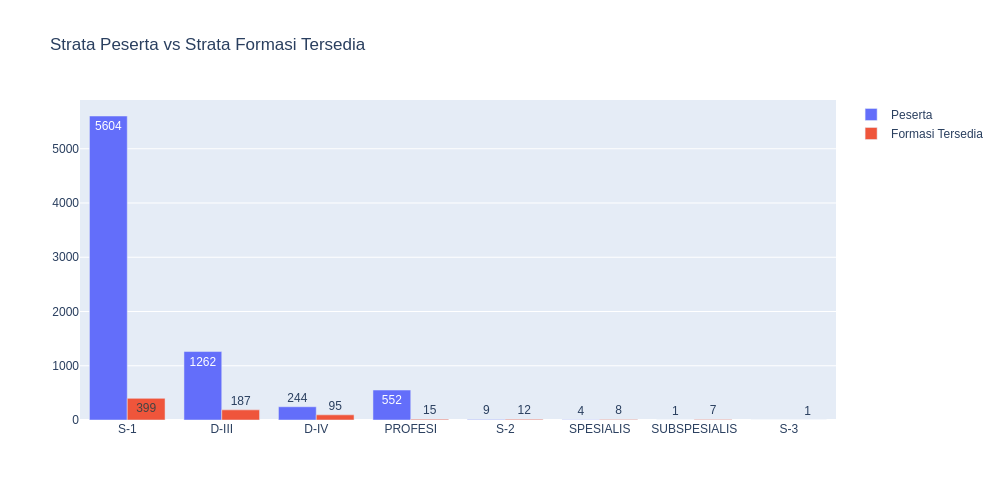 Strata Peserta vs Strata Formasi Tersedia
Peserta
Formasi Tersedia
5000
4000
3000
2000
1000
0
5604
399
1262
187
244
95
552
15
9
12
4
8
1
7
1
S-1
D-III
D-IV
PROFESI
S-2
SPESIALIS
SUBSPESIALIS
S-3